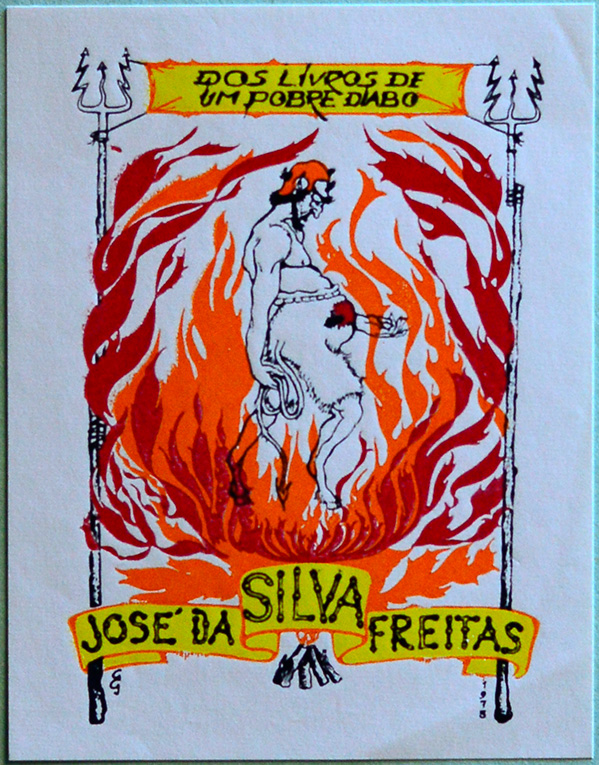 DOS LIVROS DE
UM POBRE DIABO
JOSÉ DA SILVA FREITAS
1978